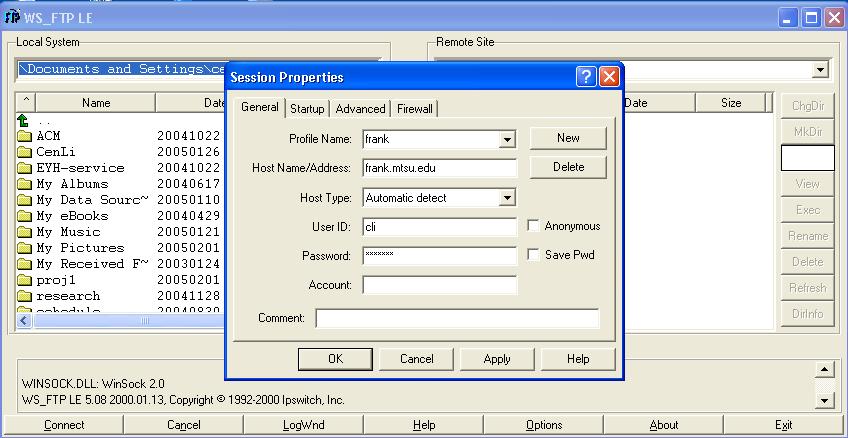 WS_FTP LE
Local System
Remote Site
\Documents and Settings\ce
^ Name Date
Date Size
..
ACM 20041022
CenLi 20050126
EYH-service 20041022
My Albums 20040617
My Data Sourc~ 20050110
My eBooks 20040429
My Music 20050121
My Pictures 20050201
My Received F~ 20030124
proj1 20050201
research 20041128
schedule 20040830
ChgDir
MkDir
View
Exec
Rename
Delete
Refresh
DirInfo
Session Properties
General Startup Advanced Firewall
Profile Name: frank New
Host Name/Address: frank.mtsu.edu Delete
Host Type: Automatic detect
User ID: cli Anonymous
Password: ******* Save Pwd
Account:
Comment:
OK Cancel Apply Help
WINSOCK.DLL: WinSock 2.0
WS_FTP LE 5.08 2000.01.13, Copyright © 1992-2000 Ipswitch, Inc.
Connect Cancel LogWnd Help Options About Exit